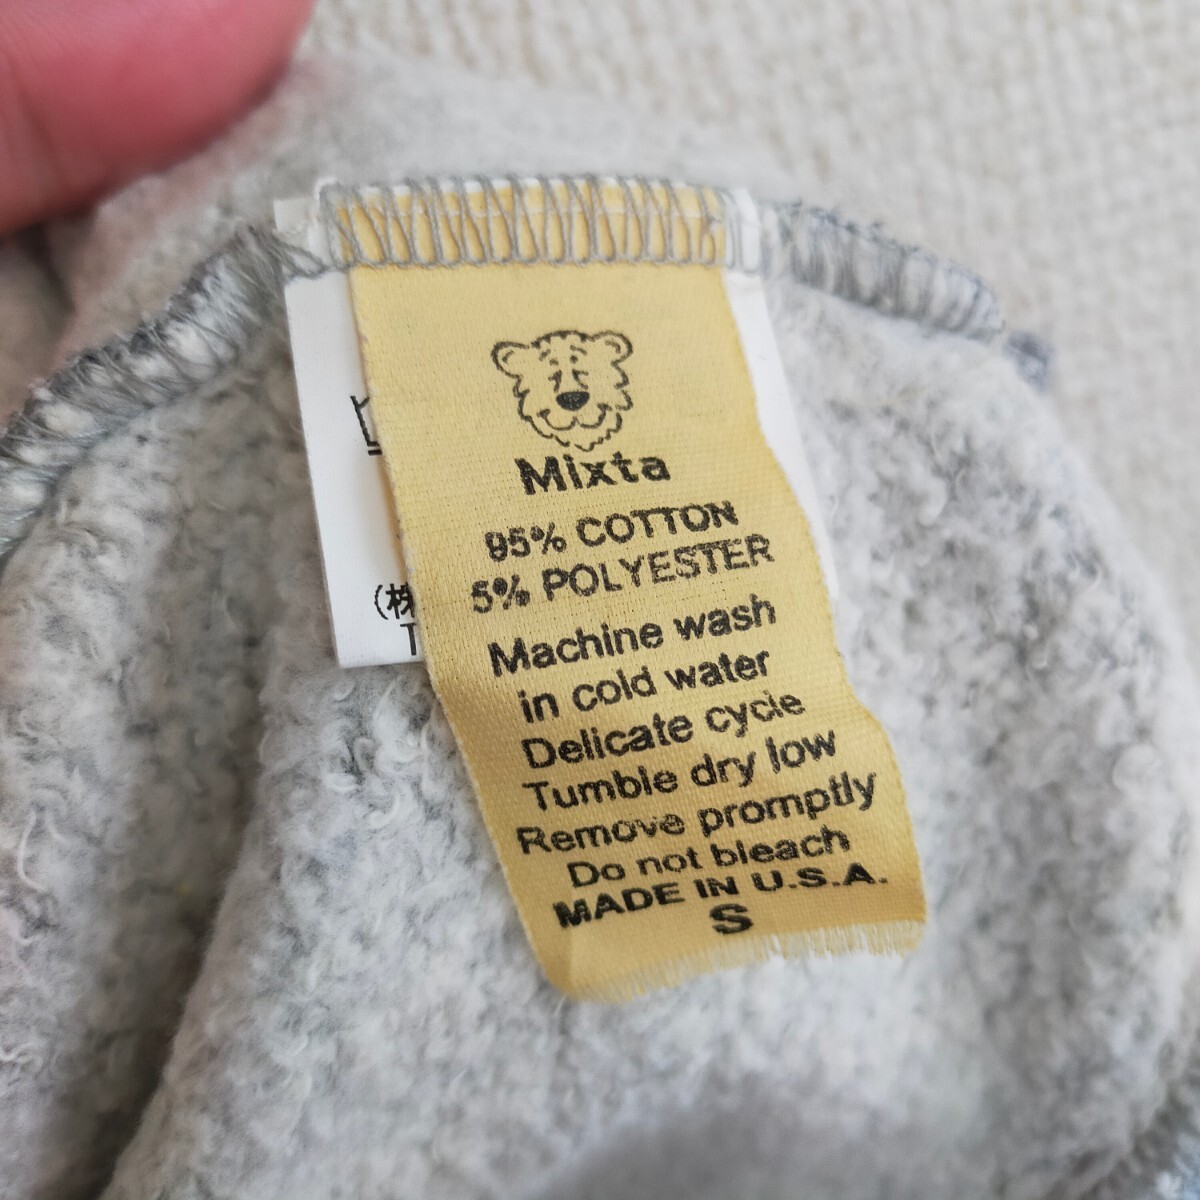 Mixta
95% COTTON
5% POLYESTER
Machine wash
in cold water
Delicate cycle
Tumble dry low
Remove promptly
Do not bleach
MADE IN U.S.A.
S
(株
T